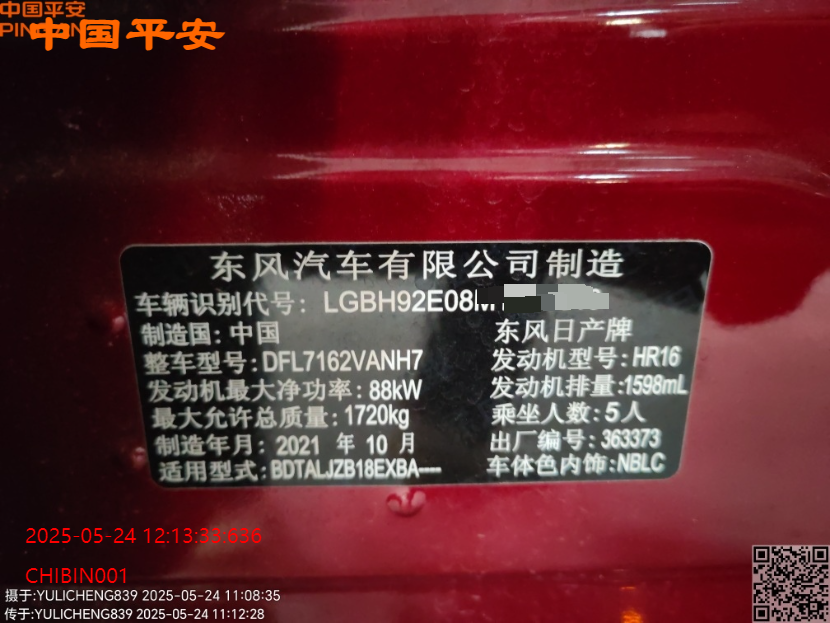 中国平安
中国平安
东风汽车有限公司制造
车辆识别代号: LGBH92E08M
制造国: 中国 东风日产牌
整车型号: DFL7162VANH7 发动机型号: HR16
发动机最大净功率: 88kW 发动机排量: 1598mL
最大允许总质量: 1720kg 乘坐人数: 5人
制造年月: 2021 年 10 月 出厂编号: 363373
适用型式: BDTALJZB18EXBA---- 车体色内饰: NBLC
2025-05-24 12:13:33:636
CHIBIN001
摄于:YULICHENG839 2025-05-24 11:08:35
传于:YULICHENG839 2025-05-24 11:12:28